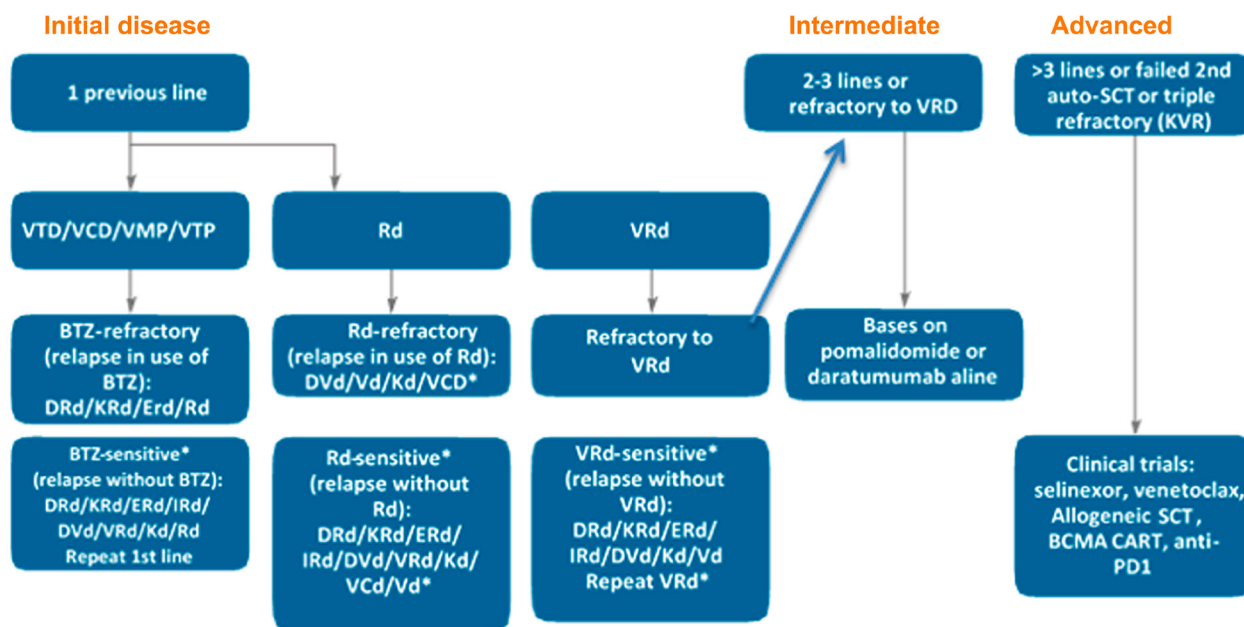 Initial disease
Intermediate
Advanced
1 previous line
2-3 lines or
refractory to VRD
>3 lines or failed 2nd
auto-SCT or triple
refractory (KVR)
VTD/VCD/VMP/VTP
Rd
VRd
BTZ-refractory
(relapse in use of
BTZ):
DRd/KRd/Erd/Rd
Rd-refractory
(relapse in use of Rd):
DVd/Vd/Kd/VCD*
Refractory to
VRd
Bases on
pomalidomide or
daratumumab aline
BTZ-sensitive*
(relapse without BTZ):
DRd/KRd/ERd/IRd/
DVd/VRd/Kd/Rd
Repeat 1st line
Rd-sensitive*
(relapse without
Rd):
DRd/KRd/ERd/
IRd/DVd/VRd/Kd/
VCd/Vd*
VRd-sensitive*
(relapse without
VRd):
DRd/KRd/ERd/
IRd/DVd/Kd/Vd
Repeat VRd*
Clinical trials:
selinexor, venetoclax,
Allogeneic SCT,
BCMA CART, anti-
PD1